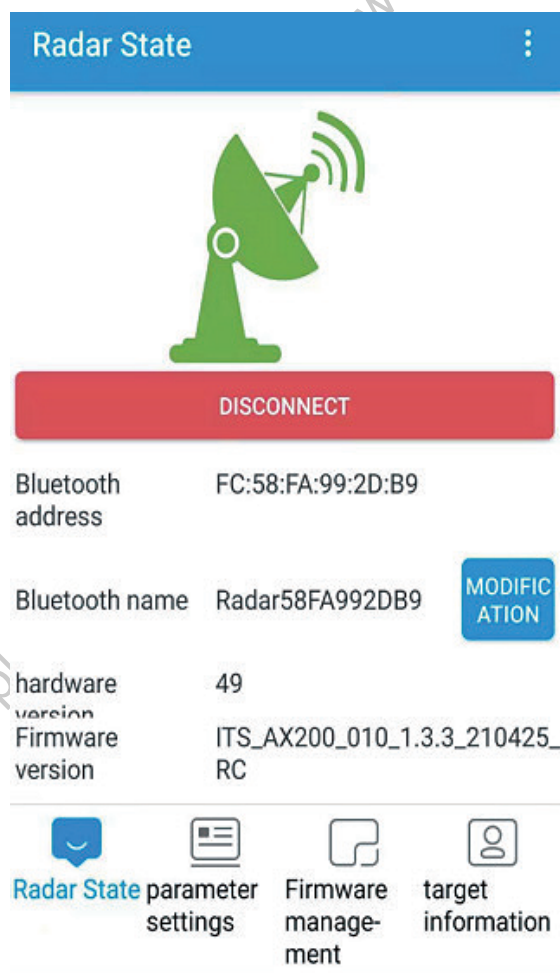 Radar State
DISCONNECT
Bluetooth
address
FC:58:FA:99:2D:B9
Bluetooth name
Radar58FA992DB9
MODIFIC
ATION
hardware
version
49
Firmware
version
ITS_AX200_010_1.3.3_210425_
RC
Radar State
parameter
settings
Firmware
manage-
ment
target
information